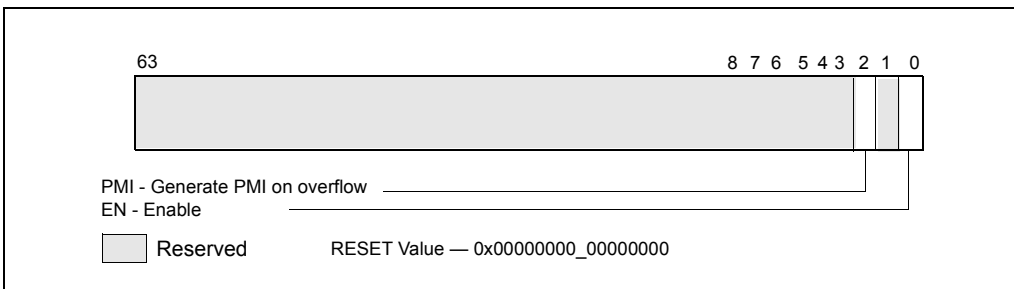 63 8 7 6 5 4 3 2 1 0
PMI - Generate PMI on overflow
EN - Enable
Reserved RESET Value — 0x00000000_00000000